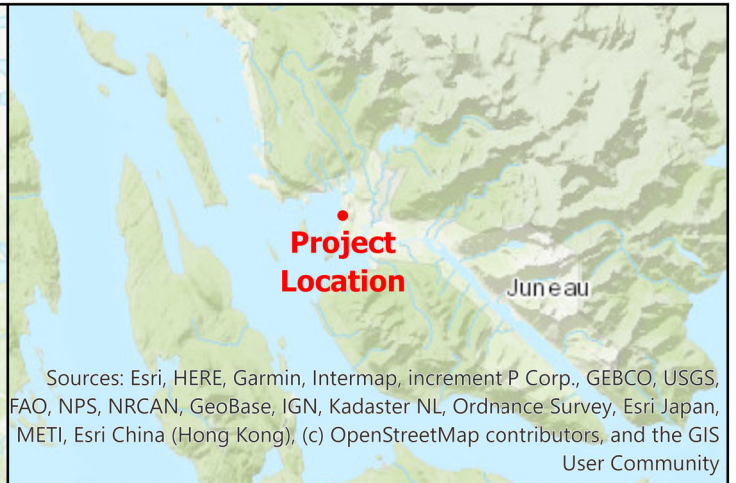 Project
Location
Juneau
Sources: Esri, HERE, Garmin, Intermap, increment P Corp., GEBCO, USGS,
FAO, NPS, NRCAN, GeoBase, IGN, Kadaster NL, Ordnance Survey, Esri Japan,
METI, Esri China (Hong Kong), (c) OpenStreetMap contributors, and the GIS
User Community